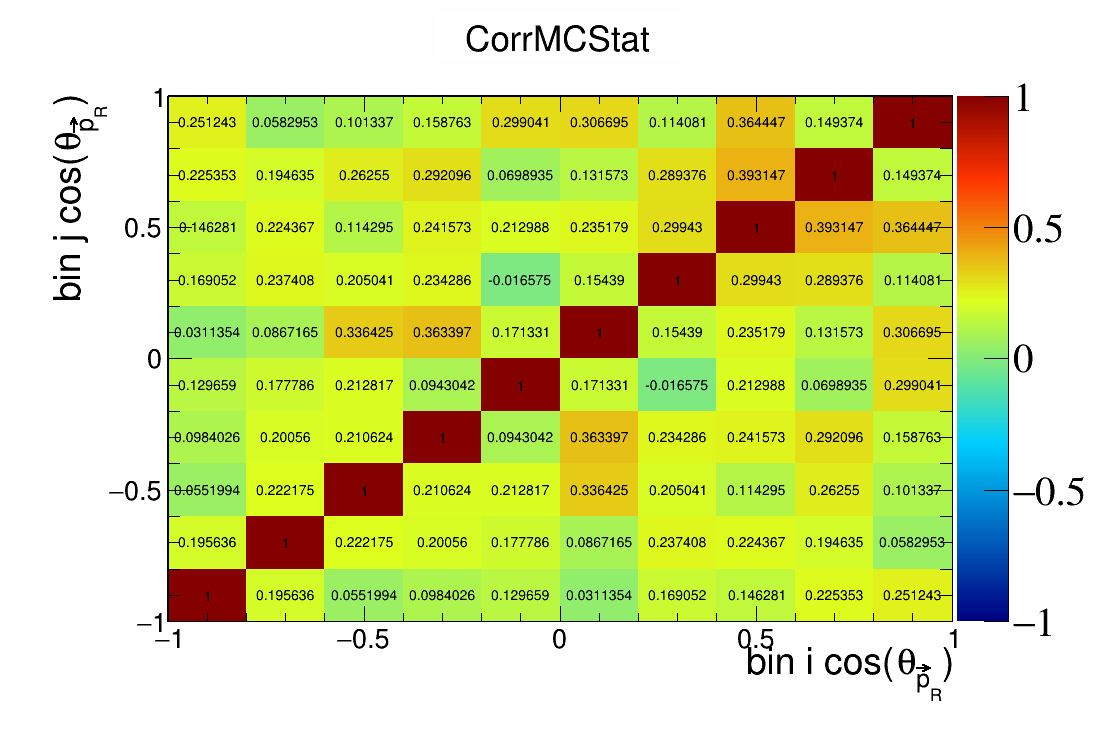 CorrMCStat
bin j cos(θ_p⃗_R)
1 0.251243 0.0582953 0.101337 0.158763 0.299041 0.306695 0.114081 0.364447 0.149374 1 1
0.225353 0.194635 0.26255 0.292096 0.0698935 0.131573 0.289376 0.393147 1 0.149374
0.5 0.146281 0.224367 0.114295 0.241573 0.212988 0.235179 0.29943 1 0.393147 0.364447 0.5
0.169052 0.237408 0.205041 0.234286 -0.016575 0.15439 1 0.29943 0.289376 0.114081
0.0311354 0.0867165 0.336425 0.363397 0.171331 1 0.15439 0.235179 0.131573 0.306695
0 0
0.129659 0.177786 0.212817 0.0943042 1 0.171331 -0.016575 0.212988 0.0698935 0.299041
0.0984026 0.20056 0.210624 1 0.0943042 0.363397 0.234286 0.241573 0.292096 0.158763
−0.5 0.0551994 0.222175 1 0.210624 0.212817 0.336425 0.205041 0.114295 0.26255 0.101337 −0.5
0.195636 1 0.222175 0.20056 0.177786 0.0867165 0.237408 0.224367 0.194635 0.0582953
1 0.195636 0.0551994 0.0984026 0.129659 0.0311354 0.169052 0.146281 0.225353 0.251243
−1 −1
−1 −0.5 0 0.5 1
bin i cos(θ_p⃗_R)